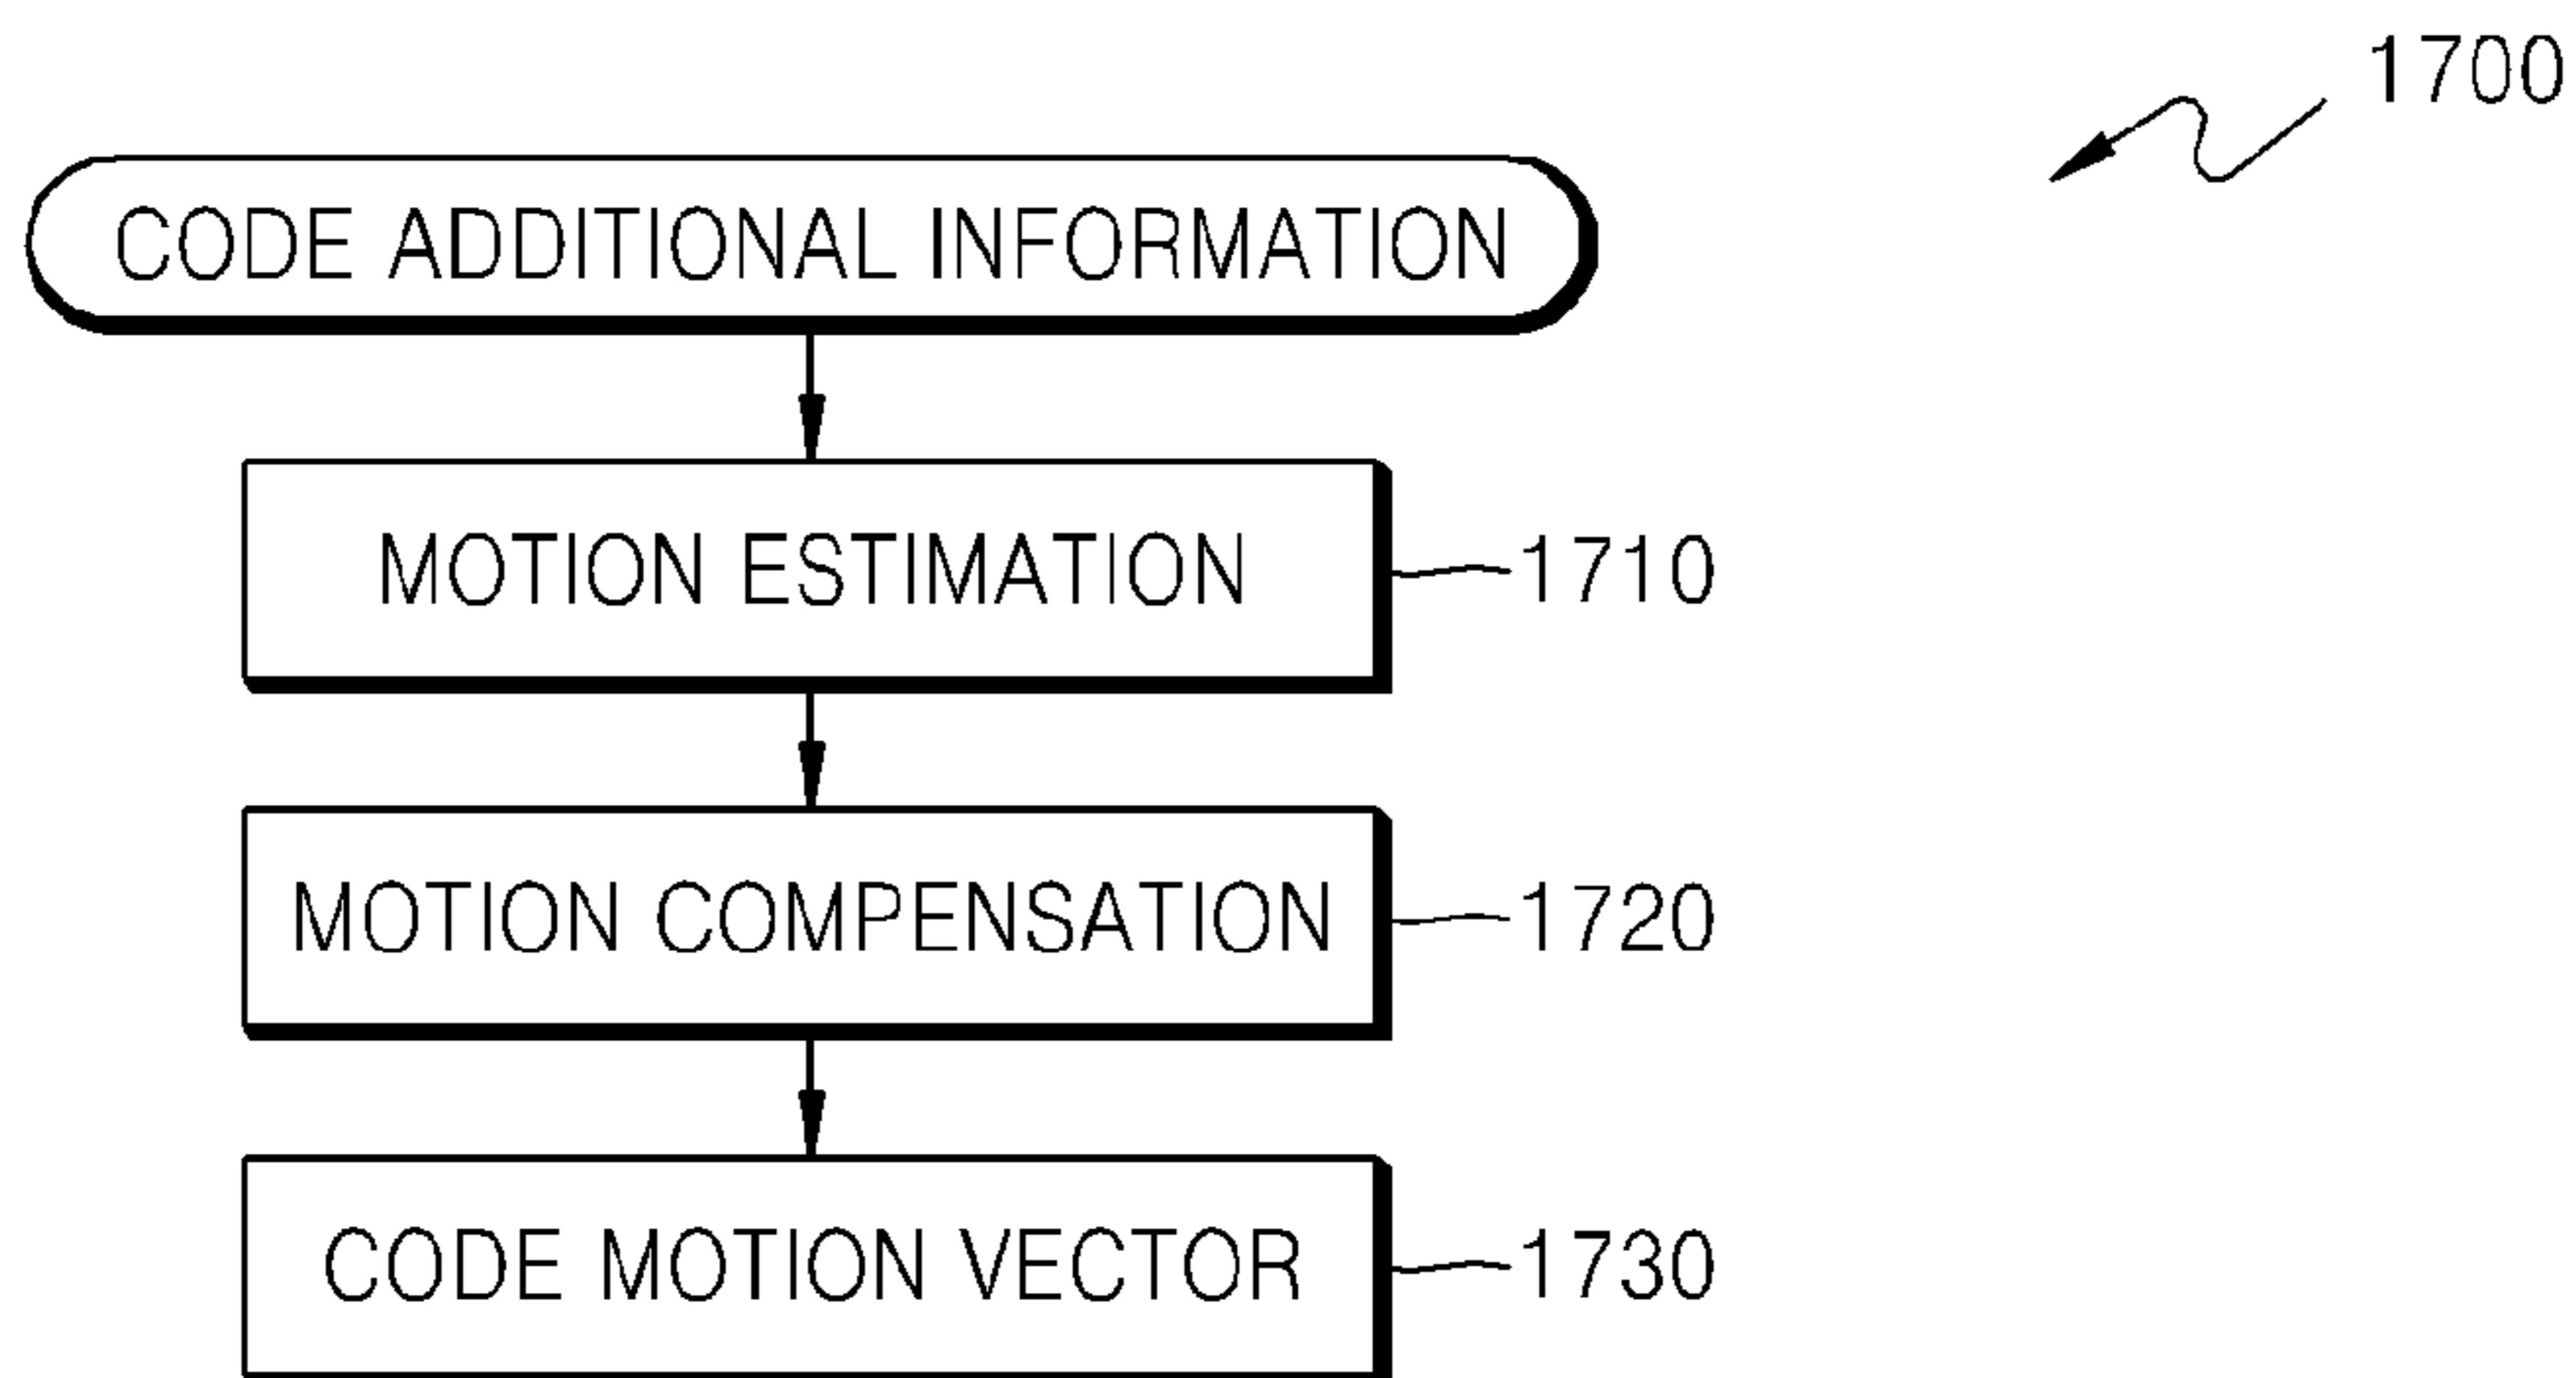 1700
CODE ADDITIONAL INFORMATION
MOTION ESTIMATION
1710
MOTION COMPENSATION
1720
CODE MOTION VECTOR
1730